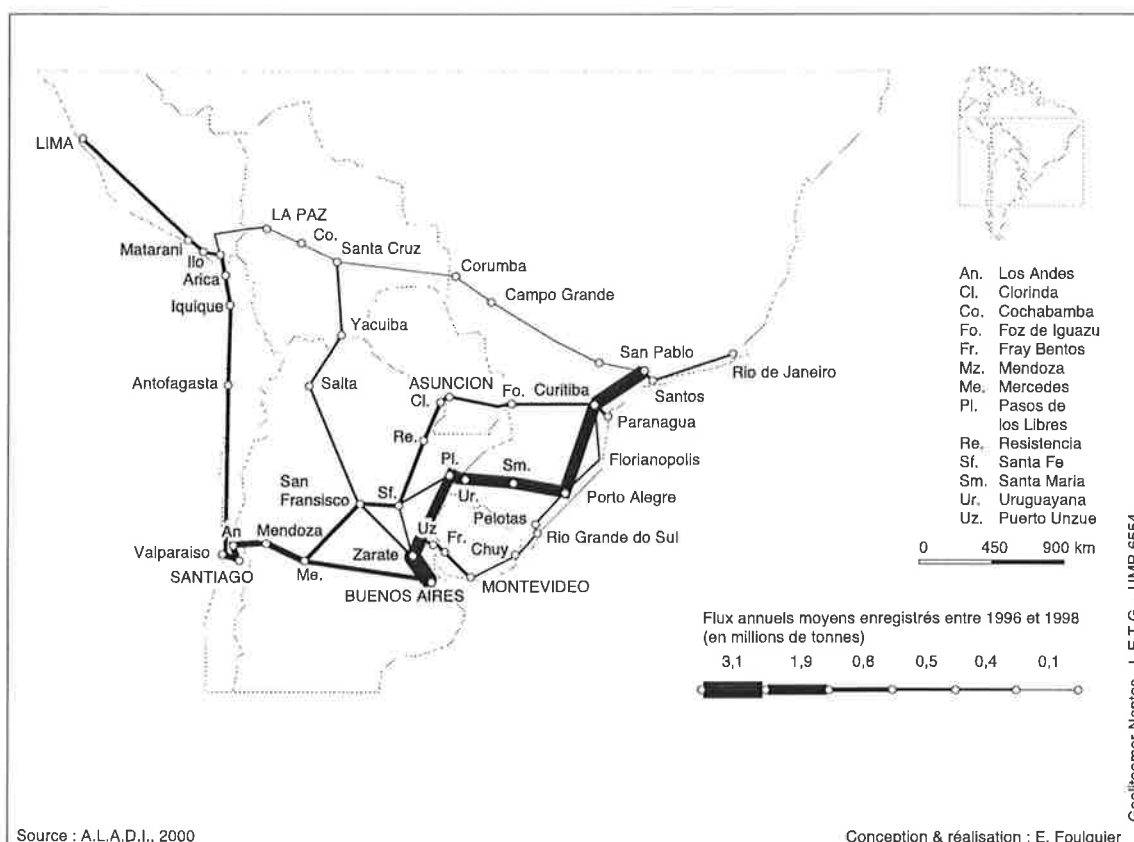 LIMA
LA PAZ
Co.
Santa Cruz
Matarani
Ilo
Arica
Corumba
Iquique
Campo Grande
Yacuiba
San Pablo
Rio de Janeiro
Antofagasta
Salta
ASUNCION
Fo.
Curitiba
Santos
Cl.
Paranagua
Re.
Pl.
Sm.
Florianopolis
San
Fransisco
Sf.
Ur.
Porto Alegre
Pelotas
An
Mendoza
Uz
Rio Grande do Sul
Valparaiso
Zarate
Fr.
Chuy
SANTIAGO
Me.
BUENOS AIRES
MONTEVIDEO
An. Los Andes
Cl. Clorinda
Co. Cochabamba
Fo. Foz de Iguazu
Fr. Fray Bentos
Mz. Mendoza
Me. Mercedes
Pl. Pasos de
los Libres
Re. Resistencia
Sf. Santa Fe
Sm. Santa Maria
Ur. Uruguayana
Uz. Puerto Unzue
0 450 900 km
Flux annuels moyens enregistrés entre 1996 et 1998
(en millions de tonnes)
3,1 1,9 0,8 0,5 0,4 0,1
Source : A.L.A.D.I., 2000
Conception & réalisation : E. Foulquier